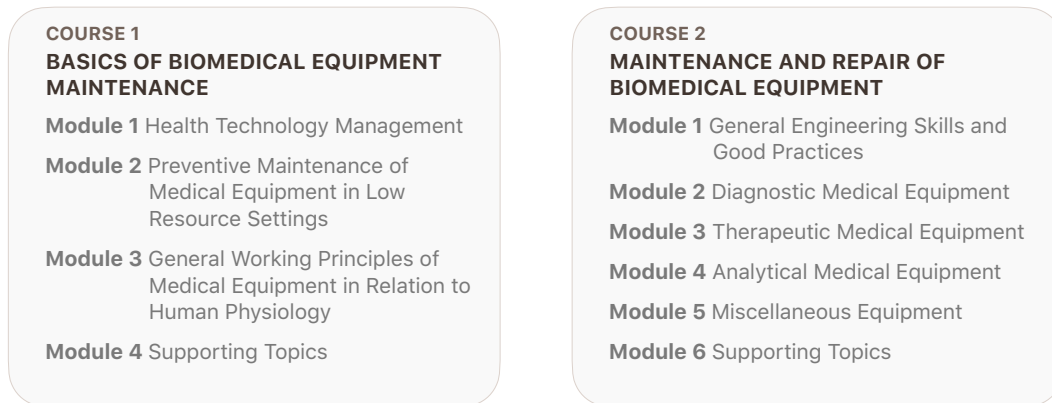 COURSE 1
BASICS OF BIOMEDICAL EQUIPMENT
MAINTENANCE
Module 1 Health Technology Management
Module 2 Preventive Maintenance of
Medical Equipment in Low
Resource Settings
Module 3 General Working Principles of
Medical Equipment in Relation to
Human Physiology
Module 4 Supporting Topics
COURSE 2
MAINTENANCE AND REPAIR OF
BIOMEDICAL EQUIPMENT
Module 1 General Engineering Skills and
Good Practices
Module 2 Diagnostic Medical Equipment
Module 3 Therapeutic Medical Equipment
Module 4 Analytical Medical Equipment
Module 5 Miscellaneous Equipment
Module 6 Supporting Topics